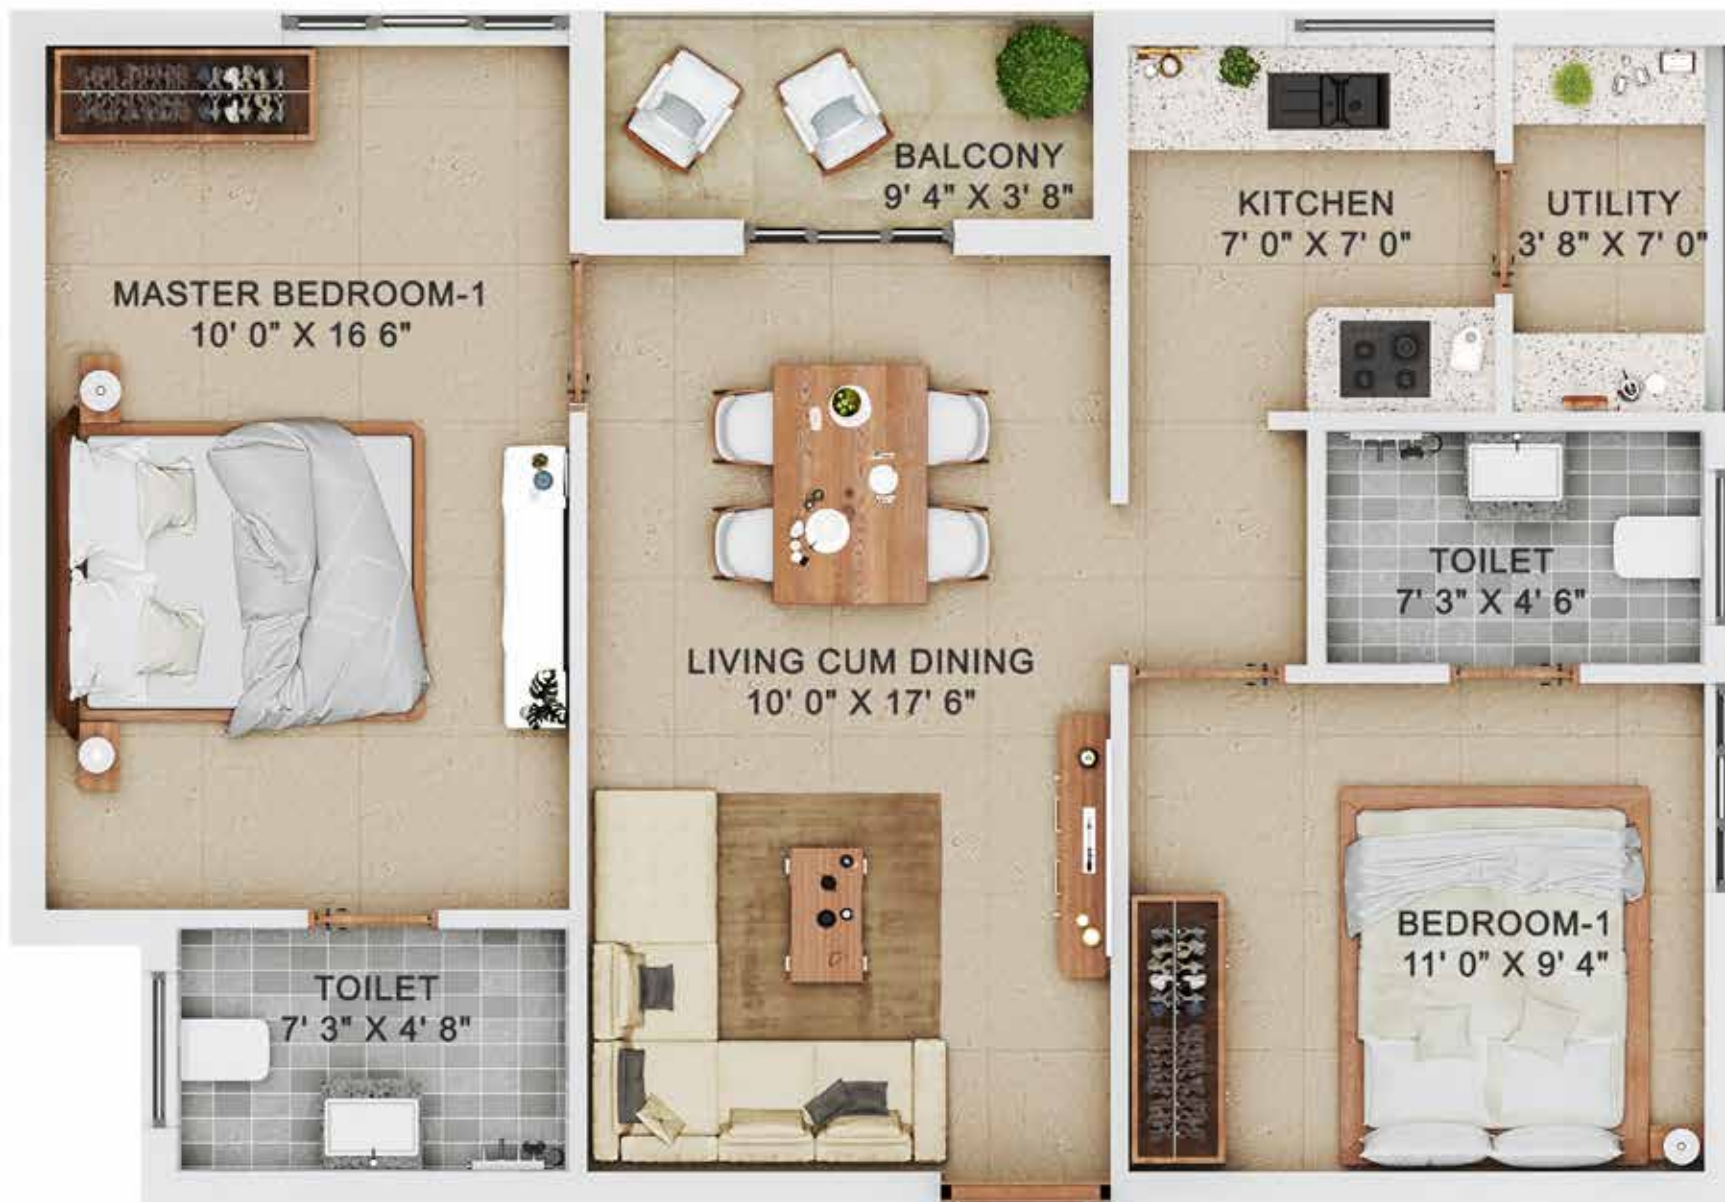 BALCONY
9' 4" X 3' 8"
KITCHEN
7' 0" X 7' 0"
UTILITY
3' 8" X 7' 0"
MASTER BEDROOM-1
10' 0" X 16 6"
TOILET
7' 3" X 4' 6"
LIVING CUM DINING
10' 0" X 17' 6"
BEDROOM-1
11' 0" X 9' 4"
TOILET
7' 3" X 4' 8"